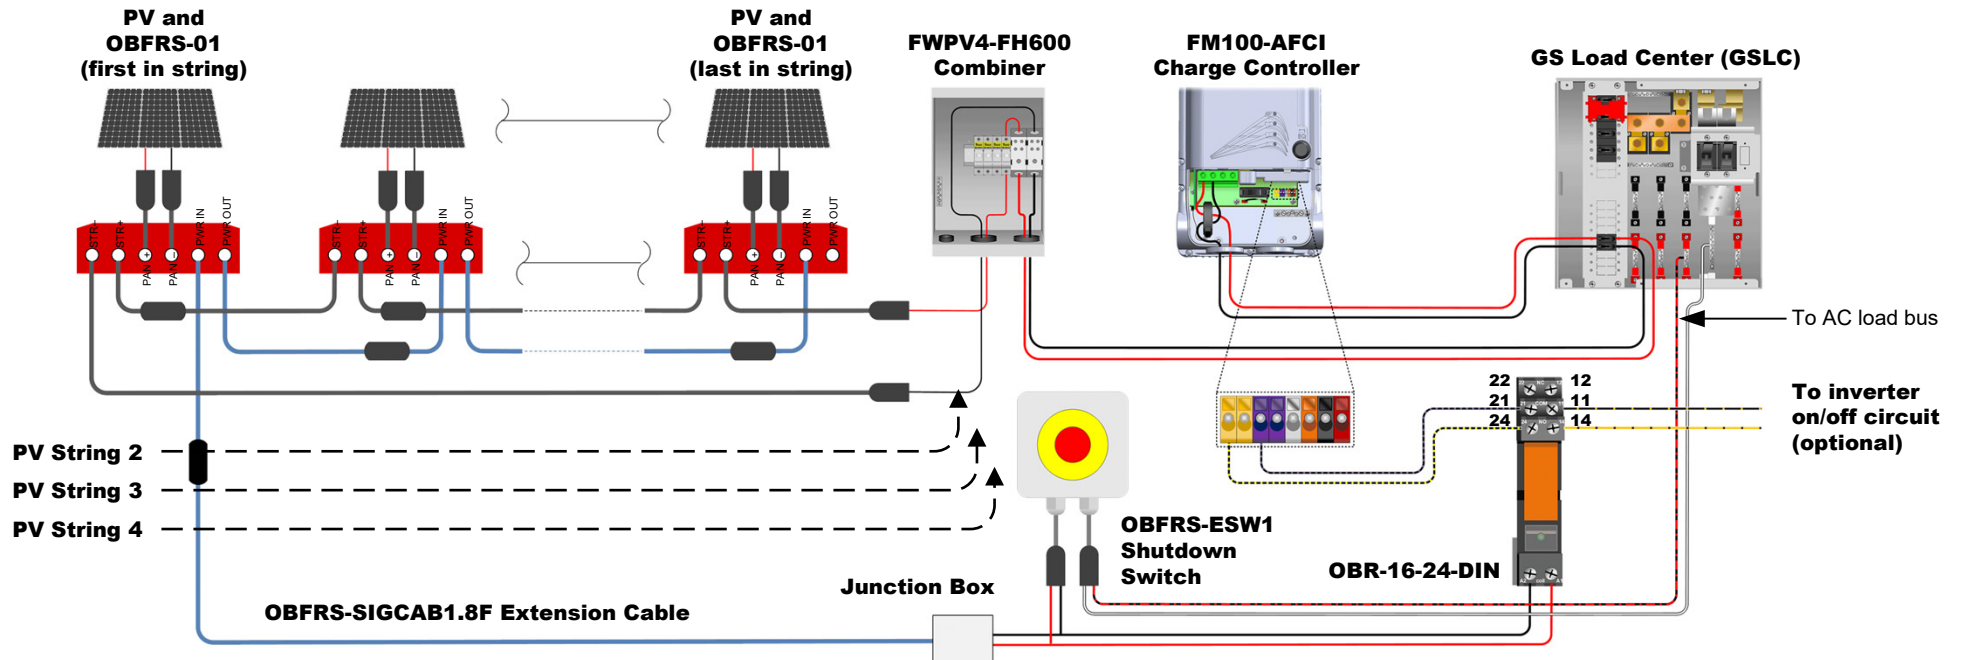 PV and
OBFRS-01
(first in string)
PV and
OBFRS-01
(last in string)
FWPV4-FH600
Combiner
FM100-AFCI
Charge Controller
GS Load Center (GSLC)
STR–
STR+
PAN +
PAN –
PWR IN
PWR OUT
STR–
STR+
PAN +
PAN –
PWR IN
PWR OUT
STR–
STR+
PAN +
PAN –
PWR IN
PWR OUT
To AC load bus
22
12
21
11
24
14
To inverter
on/off circuit
(optional)
PV String 2
PV String 3
PV String 4
OBFRS-ESW1
Shutdown
Switch
OBR-16-24-DIN
Junction Box
OBFRS-SIGCAB1.8F Extension Cable